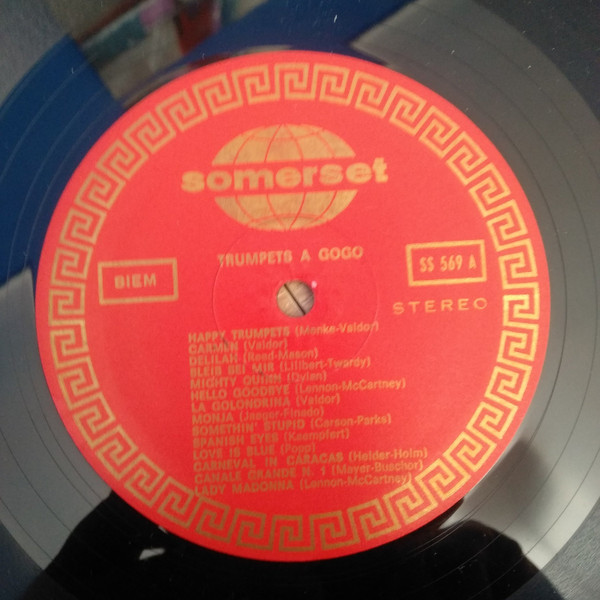 somerset
TRUMPETS A GOGO
BIEM
SS 569 A
STEREO
HAPPY TRUMPETS (Monke-Valdor)
CARMEN (Valdor)
DELILAH (Reed-Mason)
BLEIB BEI MIR (Lilibert-Twardy)
MIGHTY QUINN (Dylen)
HELLO GOODBYE (Lennon-McCartney)
LA GOLONDRINA (Valdor)
MONJA (Jaeger-Finado)
SOMETHIN' STUPID (Carson-Parks)
SPANISH EYES (Kaempfert)
LOVE IS BLUE (Popp)
CARNEVAL IN CARACAS (Helder-Holm)
CANALE GRANDE N. 1 (Meyer-Buschor)
LADY MADONNA (Lennon-McCartney)